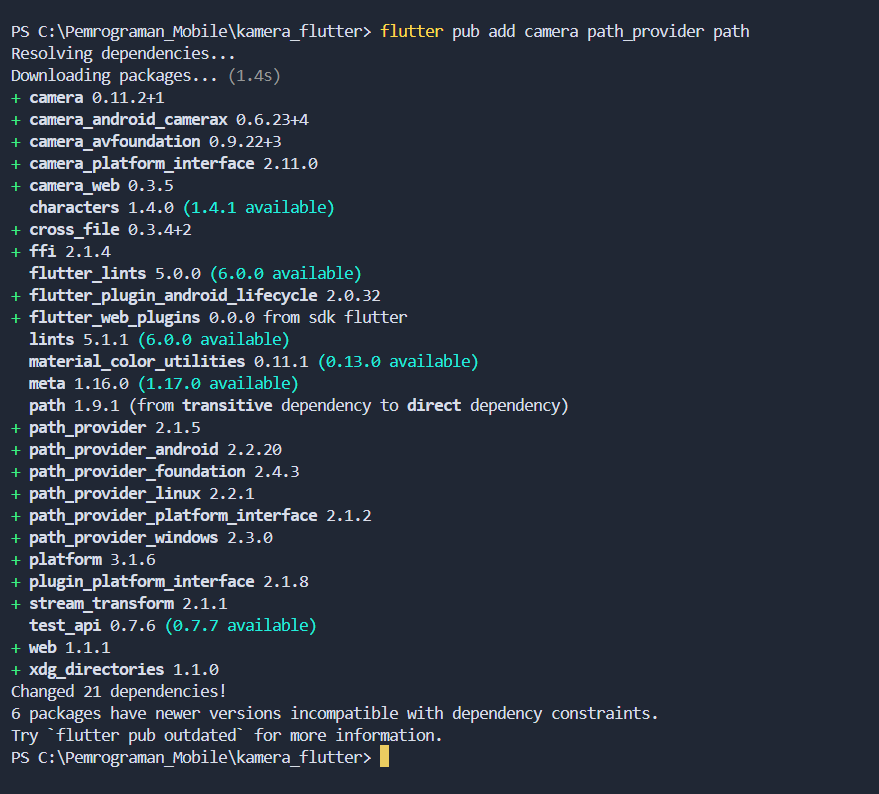 PS C:\Pemrograman_Mobile\kamera_flutter> flutter pub add camera path_provider path
Resolving dependencies...
Downloading packages... (1.4s)
+ camera 0.11.2+1
+ camera_android_camerax 0.6.23+4
+ camera_avfoundation 0.9.22+3
+ camera_platform_interface 2.11.0
+ camera_web 0.3.5
  characters 1.4.0 (1.4.1 available)
+ cross_file 0.3.4+2
+ ffi 2.1.4
  flutter_lints 5.0.0 (6.0.0 available)
+ flutter_plugin_android_lifecycle 2.0.32
+ flutter_web_plugins 0.0.0 from sdk flutter
  lints 5.1.1 (6.0.0 available)
  material_color_utilities 0.11.1 (0.13.0 available)
  meta 1.16.0 (1.17.0 available)
  path 1.9.1 (from transitive dependency to direct dependency)
+ path_provider 2.1.5
+ path_provider_android 2.2.20
+ path_provider_foundation 2.4.3
+ path_provider_linux 2.2.1
+ path_provider_platform_interface 2.1.2
+ path_provider_windows 2.3.0
+ platform 3.1.6
+ plugin_platform_interface 2.1.8
+ stream_transform 2.1.1
  test_api 0.7.6 (0.7.7 available)
+ web 1.1.1
+ xdg_directories 1.1.0
Changed 21 dependencies!
6 packages have newer versions incompatible with dependency constraints.
Try `flutter pub outdated` for more information.
PS C:\Pemrograman_Mobile\kamera_flutter>